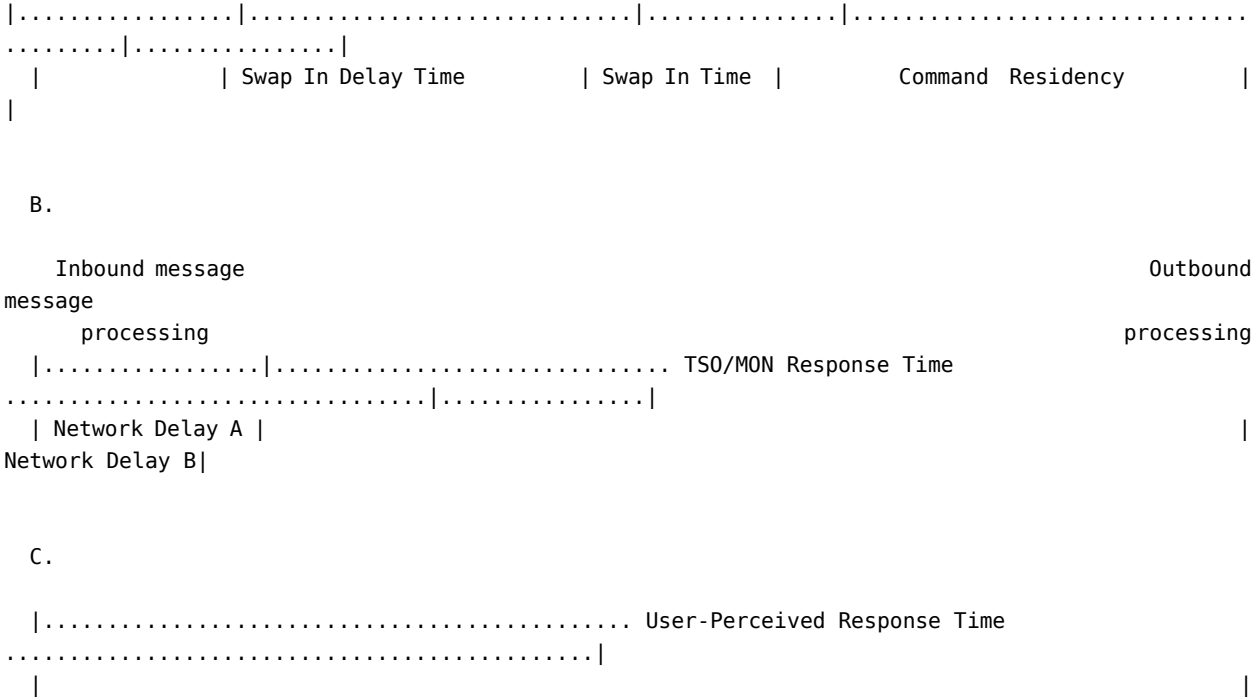 |.................|..............................|...............|...............................
.........|................|
| | Swap In Delay Time | Swap In Time | Command Residency |
|
B.
Inbound message Outbound
message
processing processing
|.................|............................... TSO/MON Response Time
.................................|................|
| Network Delay A | |
Network Delay B|
C.
|.............................................. User-Perceived Response Time
..............................................|
| |